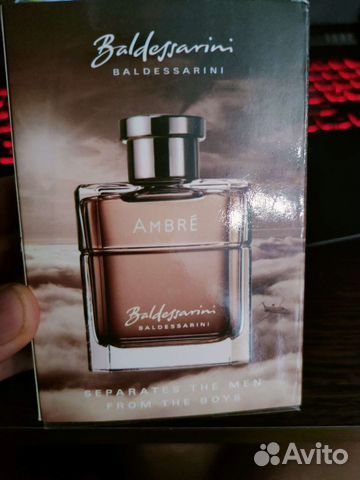 Baldessarini
BALDESSARINI
AMBRÉ
Baldessarini
BALDESSARINI
SEPARATES THE MEN
FROM THE BOYS
Avito